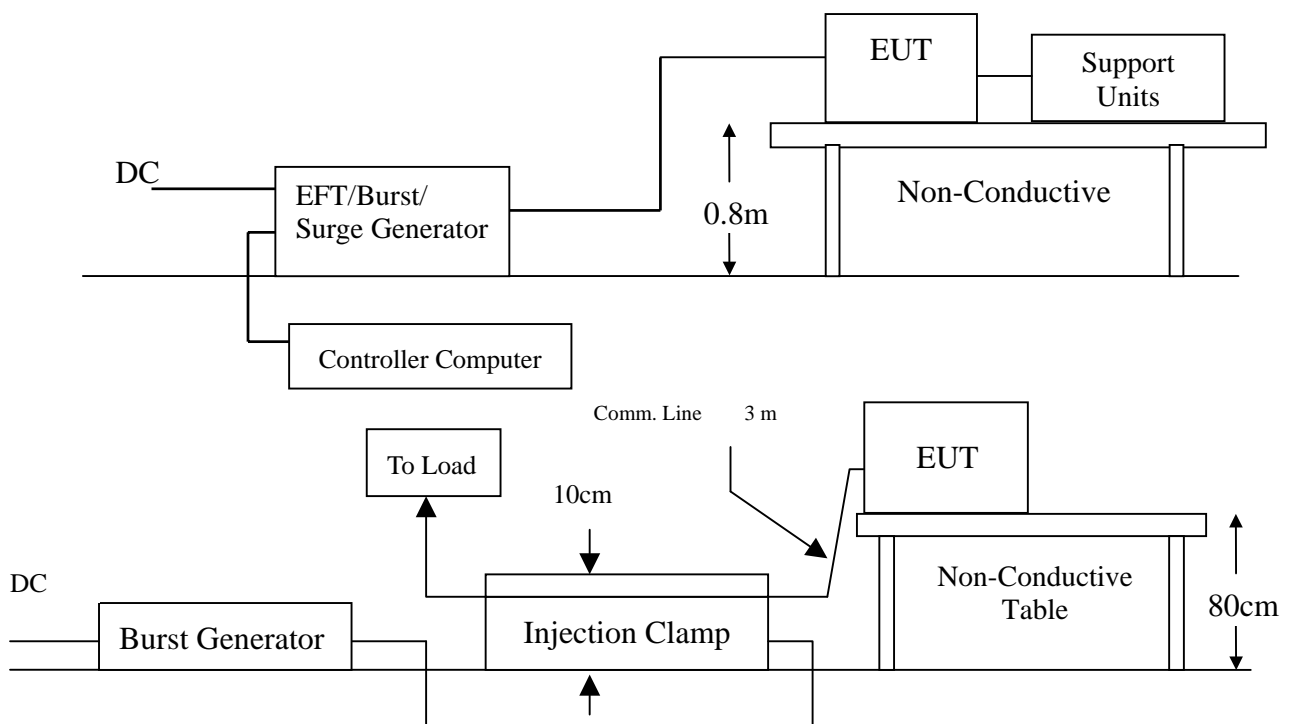 EUT
Support
Units
DC
EFT/Burst/
Surge Generator
0.8m
Non-Conductive
Controller Computer
Comm. Line 3 m
To Load
EUT
10cm
DC
Burst Generator
Injection Clamp
Non-Conductive
Table
80cm